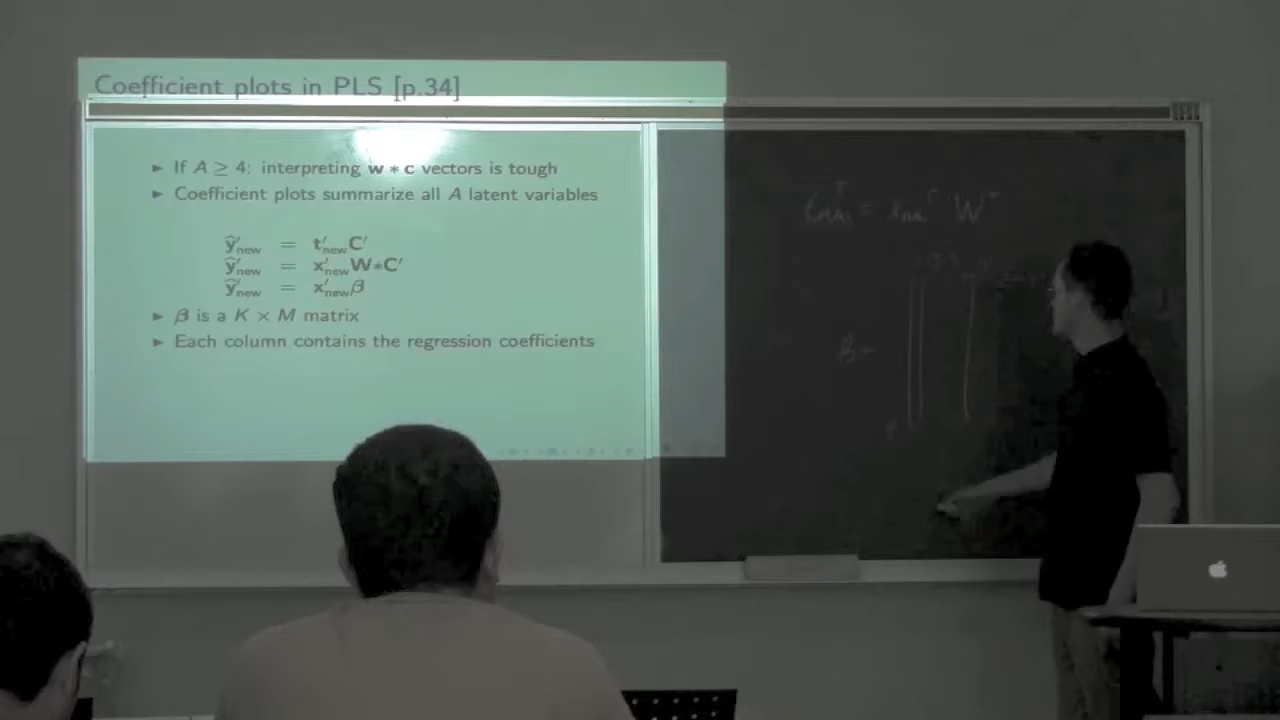 Coefficient plots in PLS [p.34]
► If A ≥ 4: interpreting w ∗ c vectors is tough
► Coefficient plots summarize all A latent variables
ŷ′new = t′newC′
ŷ′new = x′newW∗C′
ŷ′new = x′newβ
► β is a K × M matrix
► Each column contains the regression coefficients
β =